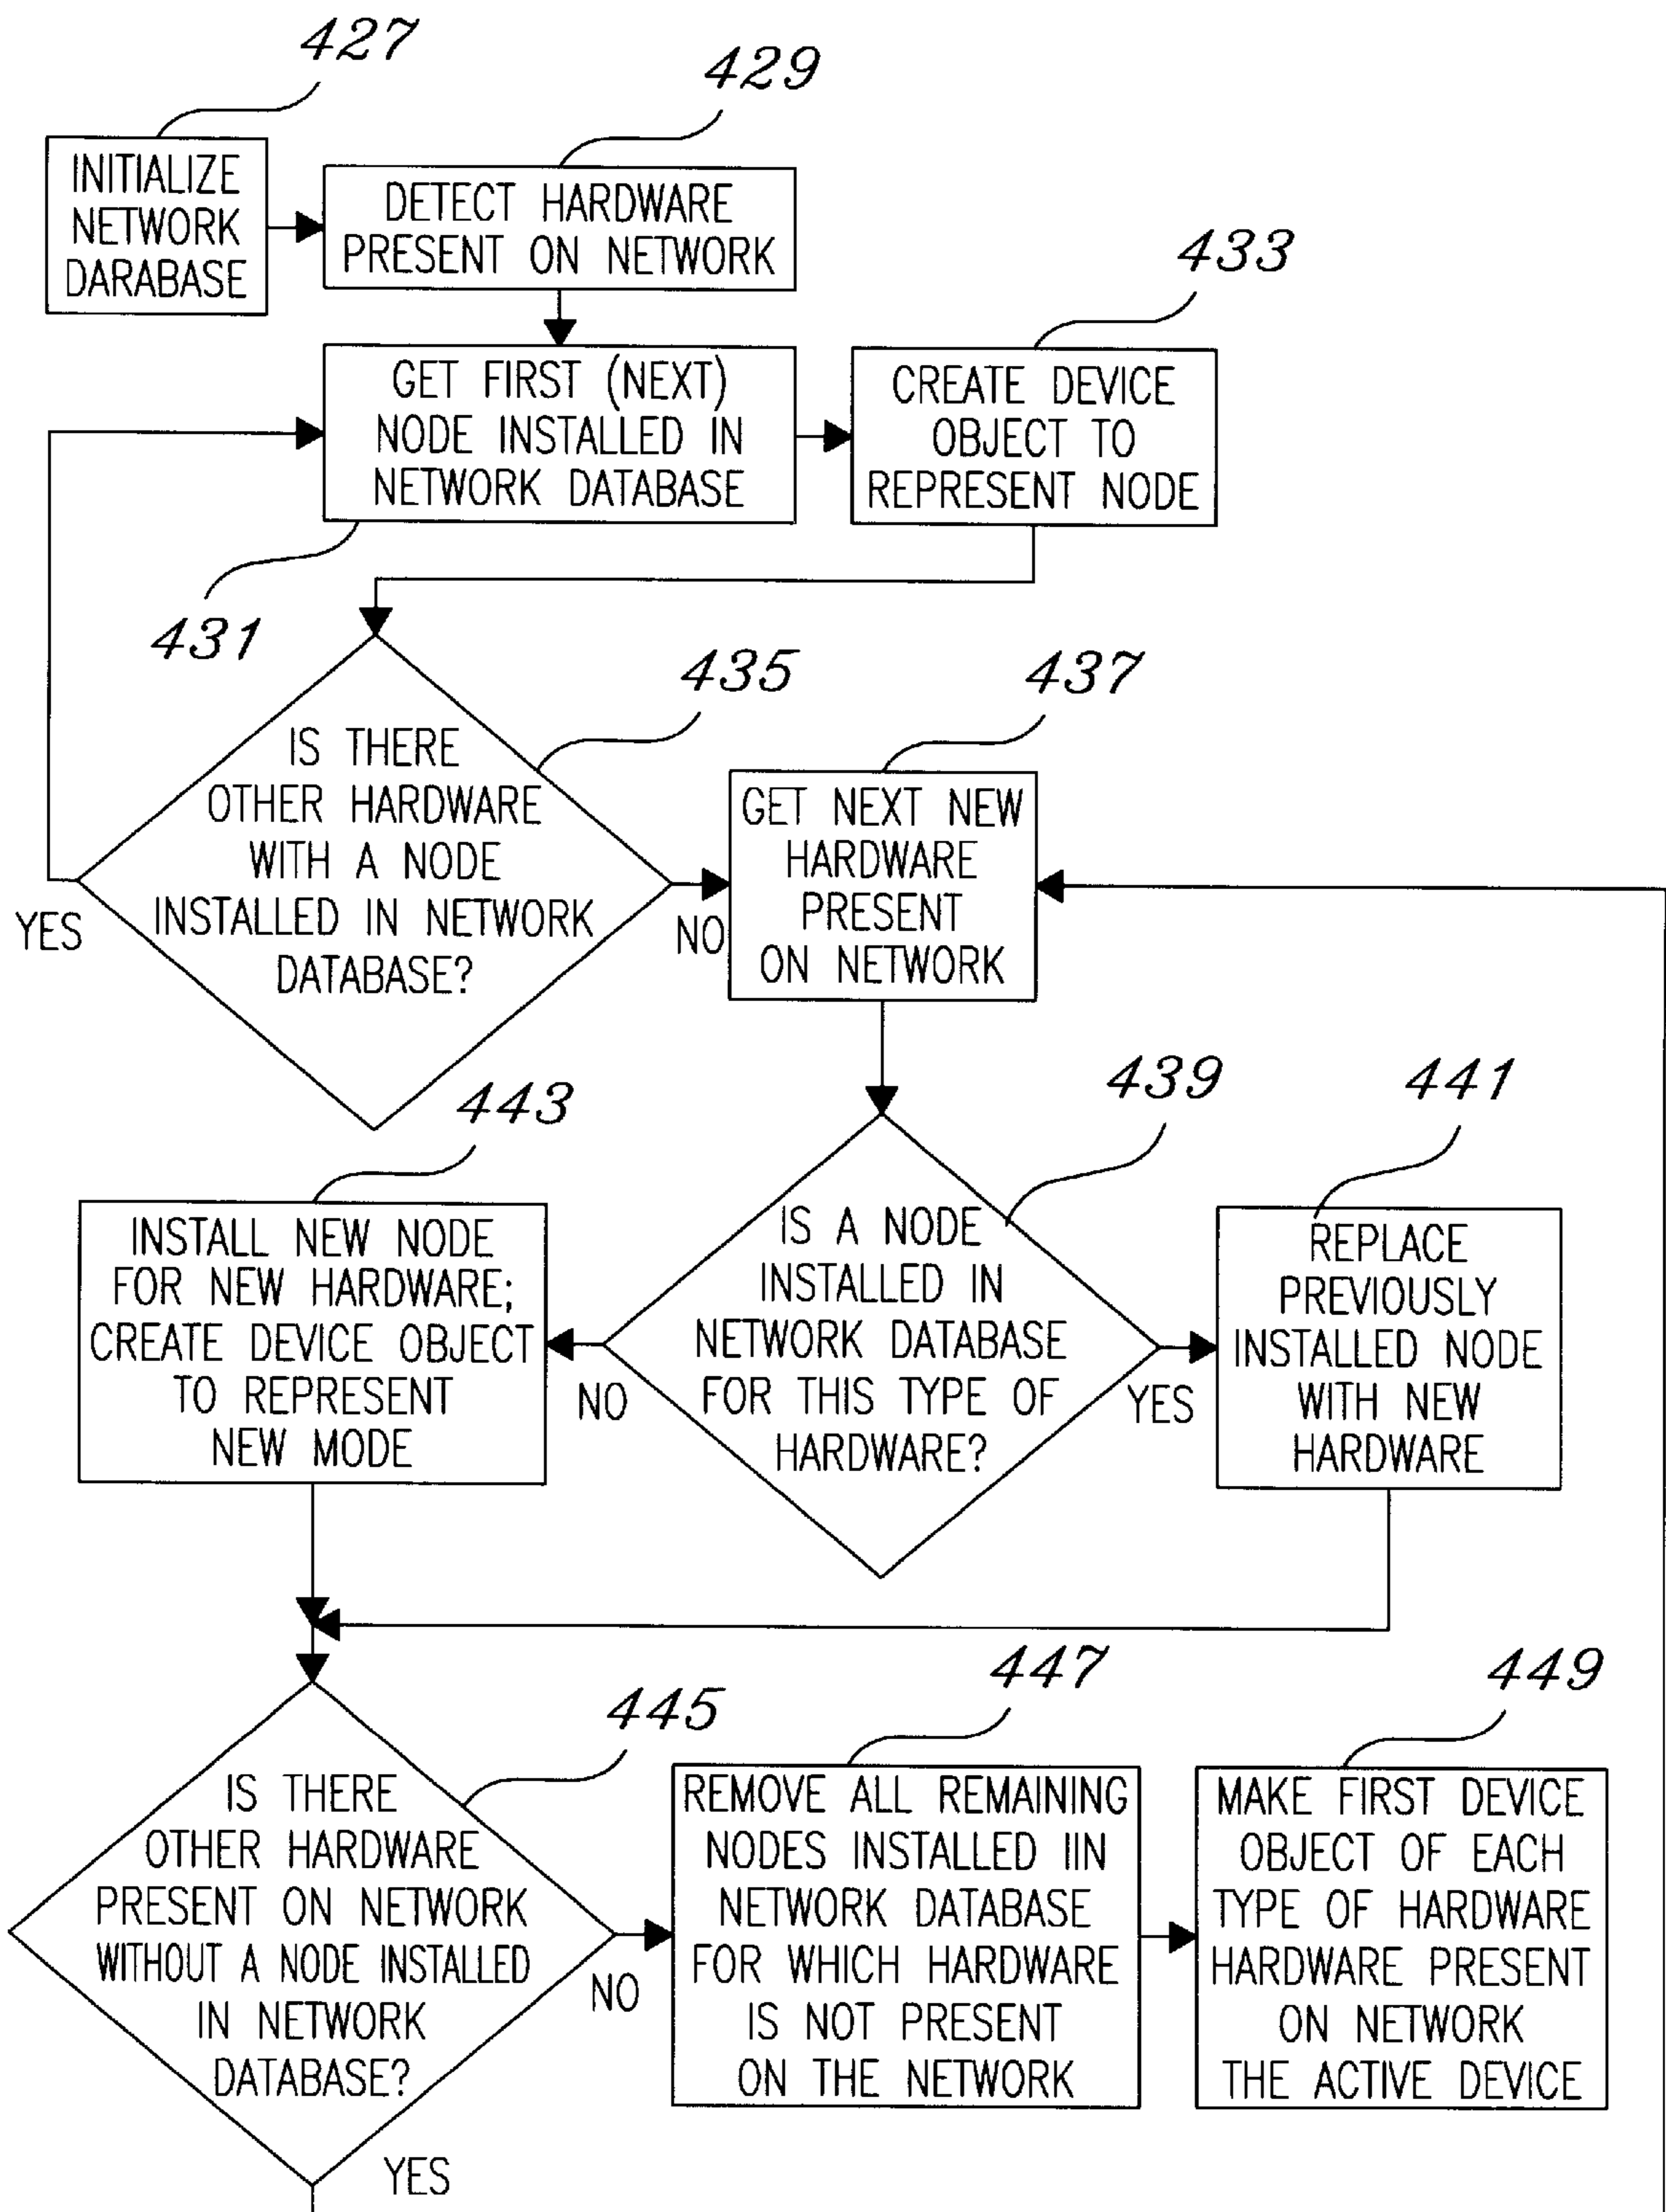 427
429
INITIALIZE
NETWORK
DARABASE
DETECT HARDWARE
PRESENT ON NETWORK
433
GET FIRST (NEXT)
NODE INSTALLED IN
NETWORK DATABASE
CREATE DEVICE
OBJECT TO
REPRESENT NODE
431
435
437
IS THERE
OTHER HARDWARE
WITH A NODE
INSTALLED IN NETWORK
DATABASE?
YES
NO
GET NEXT NEW
HARDWARE
PRESENT
ON NETWORK
443
439
441
INSTALL NEW NODE
FOR NEW HARDWARE;
CREATE DEVICE OBJECT
TO REPRESENT
NEW MODE
NO
IS A NODE
INSTALLED IN
NETWORK DATABASE
FOR THIS TYPE OF
HARDWARE?
YES
REPLACE
PREVIOUSLY
INSTALLED NODE
WITH NEW
HARDWARE
445
447
449
IS THERE
OTHER HARDWARE
PRESENT ON NETWORK
WITHOUT A NODE INSTALLED
IN NETWORK
DATABASE?
NO
YES
REMOVE ALL REMAINING
NODES INSTALLED IIN
NETWORK DATABASE
FOR WHICH HARDWARE
IS NOT PRESENT
ON THE NETWORK
MAKE FIRST DEVICE
OBJECT OF EACH
TYPE OF HARDWARE
HARDWARE PRESENT
ON NETWORK
THE ACTIVE DEVICE